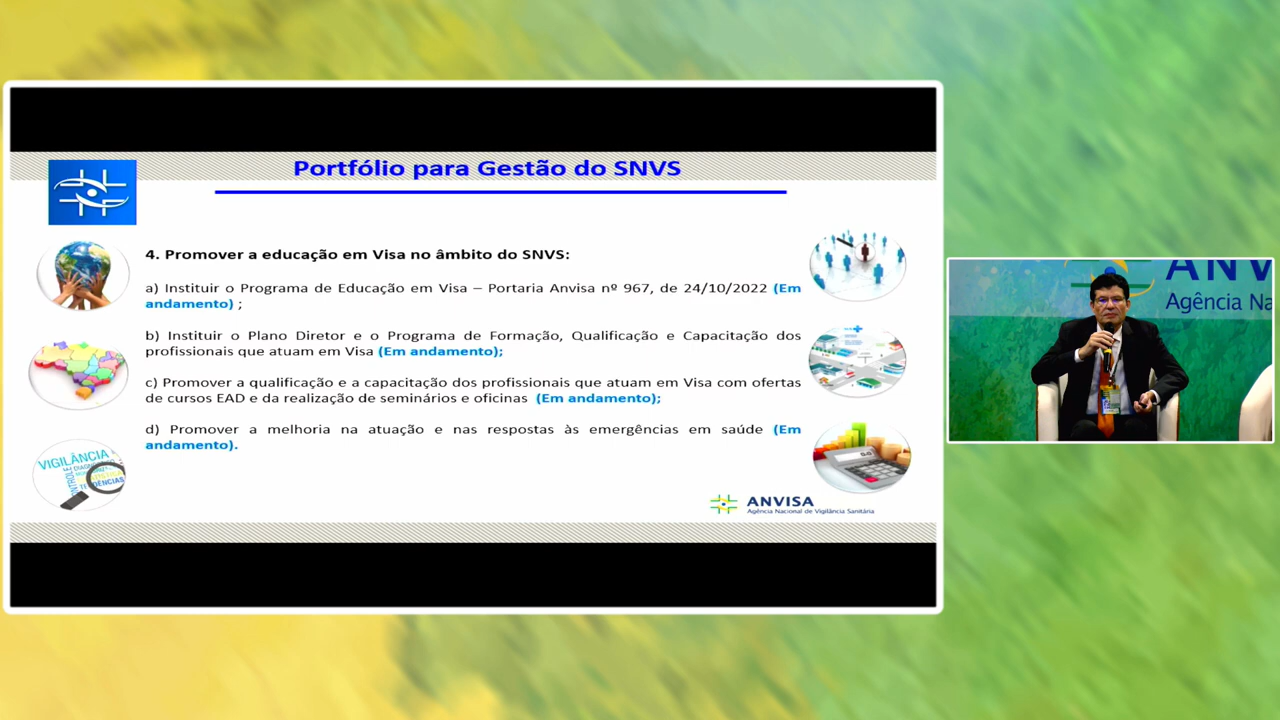 Portfólio para Gestão do SNVS
4. Promover a educação em Visa no âmbito do SNVS:
a) Instituir o Programa de Educação em Visa – Portaria Anvisa nº 967, de 24/10/2022 (Em
andamento) ;
b) Instituir o Plano Diretor e o Programa de Formação, Qualificação e Capacitação dos
profissionais que atuam em Visa (Em andamento);
c) Promover a qualificação e a capacitação dos profissionais que atuam em Visa com ofertas
de cursos EAD e da realização de seminários e oficinas (Em andamento);
d) Promover a melhoria na atuação e nas respostas às emergências em saúde (Em
andamento).
VIGILÂNCIA
ANVISA
Agência Nacional de Vigilância Sanitária
ANV
Agência Na